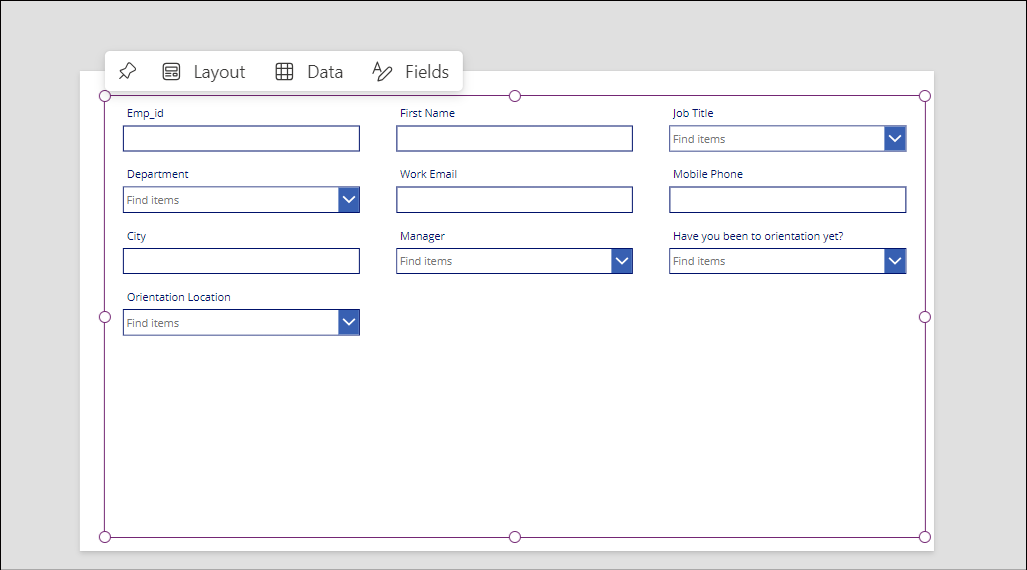 Layout Data Fields
Emp_id First Name Job Title
Find items
Department Work Email Mobile Phone
Find items
City Manager Have you been to orientation yet?
Find items Find items
Orientation Location
Find items